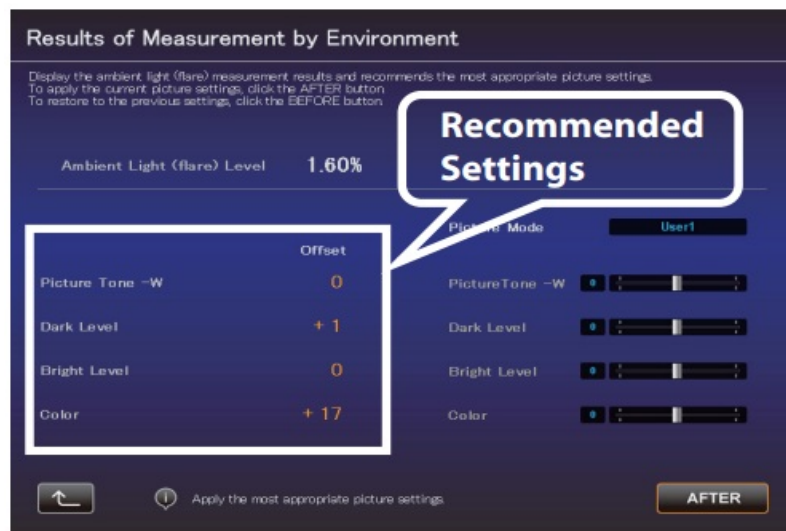 Results of Measurement by Environment
Display the ambient light (flare) measurement results and recommends the most appropriate picture settings.
To apply the current picture settings, click the AFTER button
To restore to the previous settings, click the BEFORE button
Recommended
Settings
Ambient Light (flare) Level 1.60%
Picture Mode User1
Offset
Picture Tone -W 0
PictureTone -W 0
Dark Level + 1
Dark Level 0
Bright Level 0
Bright Level 0
Color + 17
Color 0
Apply the most appropriate picture settings.
AFTER